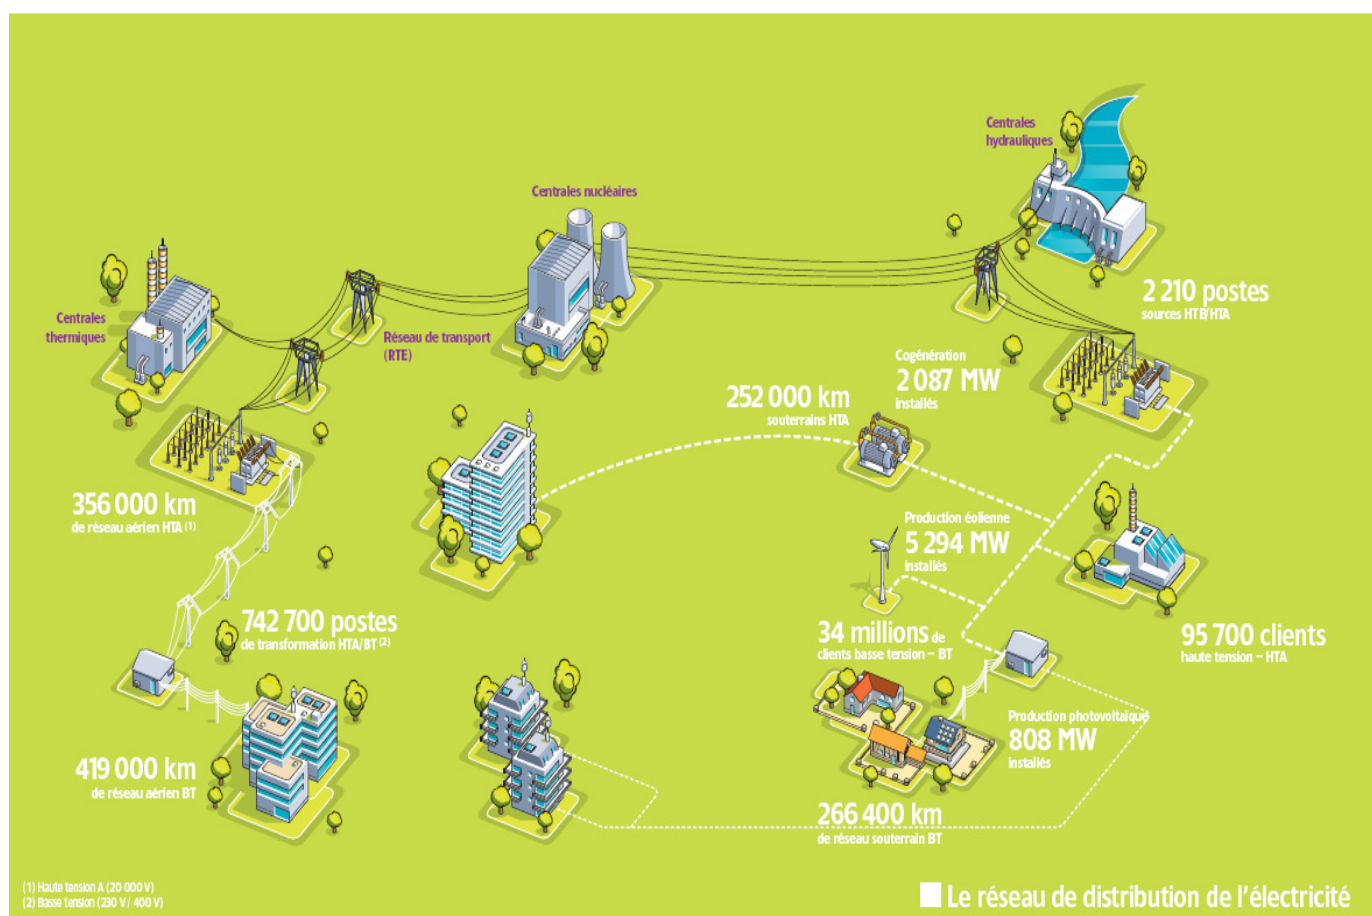 Centrales
hydrauliques
Centrales nucléaires
2 210 postes
sources HTB/HTA
Centrales
thermiques
Réseau de transport
(RTE)
Cogénération
2 087 MW
installés
252 000 km
souterrains HTA
356 000 km
de réseau aérien HTA (1)
Production éolienne
5 294 MW
installés
742 700 postes
de transformation HTA/BT (2)
34 millions de
clients basse tension – BT
95 700 clients
haute tension – HTA
Production photovoltaïque
808 MW
installés
419 000 km
de réseau aérien BT
266 400 km
de réseau souterrain BT
(1) Haute tension A (20 000 V)
(2) Basse tension (230 V / 400 V)
Le réseau de distribution de l'électricité